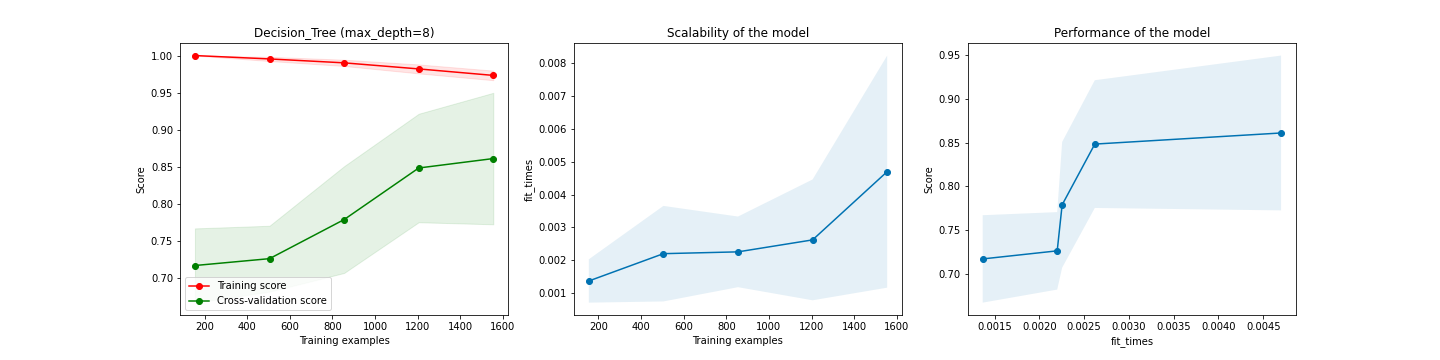 Decision_Tree (max_depth=8)
Score
1.00
0.95
0.90
0.85
0.80
0.75
0.70
Training score
Cross-validation score
200 400 600 800 1000 1200 1400 1600
Training examples
Scalability of the model
fit_times
0.008
0.007
0.006
0.005
0.004
0.003
0.002
0.001
200 400 600 800 1000 1200 1400 1600
Training examples
Performance of the model
Score
0.95
0.90
0.85
0.80
0.75
0.70
0.0015 0.0020 0.0025 0.0030 0.0035 0.0040 0.0045
fit_times